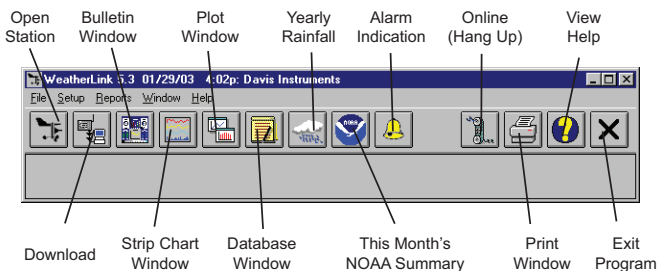 Open Station
Bulletin Window
Plot Window
Yearly Rainfall
Alarm Indication
Online (Hang Up)
View Help
WeatherLink 5.3 01/29/03 4:02p: Davis Instruments
File Setup Reports Window Help
NOAA
Download
Strip Chart Window
Database Window
This Month's NOAA Summary
Print Window
Exit Program